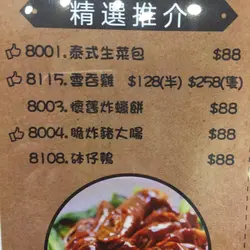 精選推介
8001.泰式生菜包 $88
8115.雲吞雞 $128(半) $258(隻)
8003.懷舊炸蠔餅 $88
8004.脆炸豬大腸 $88
8108.砵仔鴨 $88